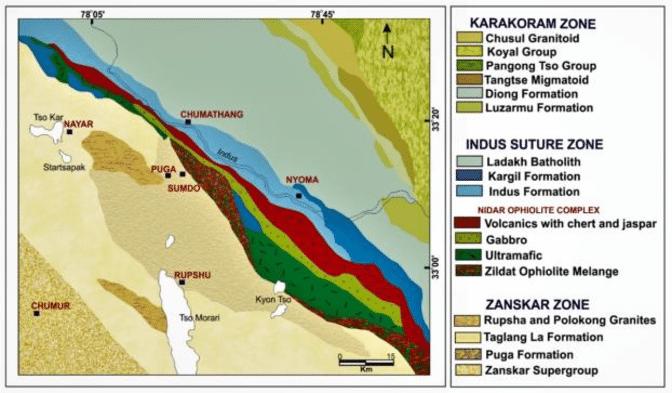 78°05'
78°45'
N
Tso Kar
NAYAR
CHUMATHANG
33°20'
Indus
Startsapak
PUGA
NYOMA
SUMDO
33°00'
RUPSHU
Kyon Tso
CHUMUR
Tso Morari
0
15
Km
KARAKORAM ZONE
Chusul Granitoid
Koyal Group
Pangong Tso Group
Tangtse Migmatoid
Diong Formation
Luzarmu Formation
INDUS SUTURE ZONE
Ladakh Batholith
Kargil Formation
Indus Formation
NIDAR OPHIOLITE COMPLEX
Volcanics with chert and jaspar
Gabbro
Ultramafic
Zildat Ophiolite Melange
ZANSKAR ZONE
Rupsha and Polokong Granites
Taglang La Formation
Puga Formation
Zanskar Supergroup